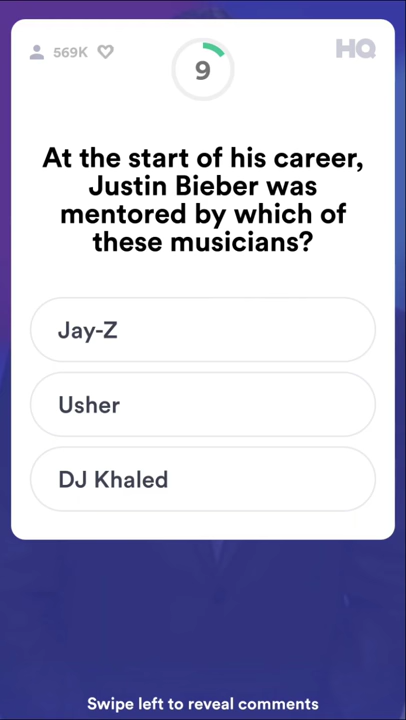 569K
9
HQ
At the start of his career,
Justin Bieber was
mentored by which of
these musicians?
Jay-Z
Usher
DJ Khaled
Swipe left to reveal comments